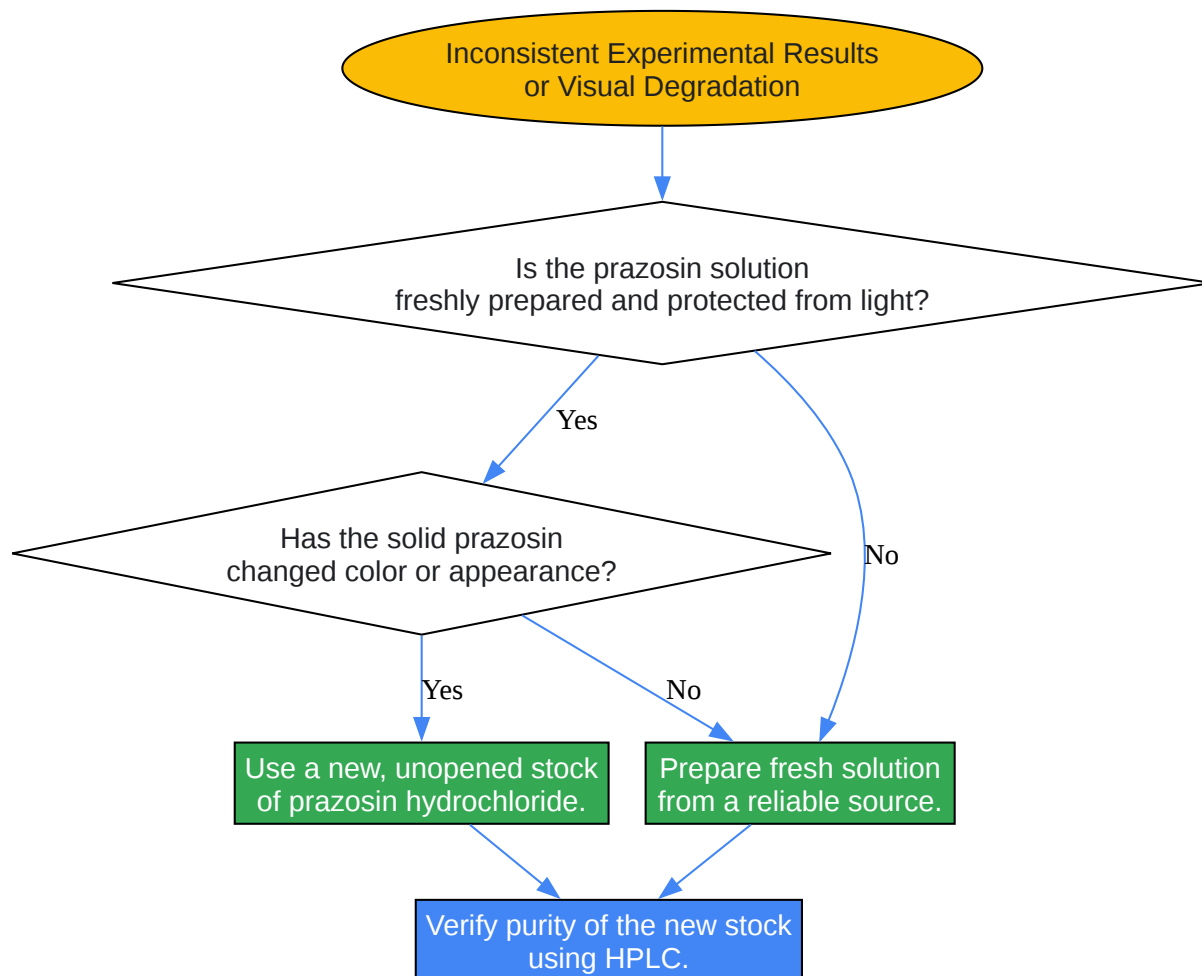 Inconsistent Experimental Results
or Visual Degradation
Is the prazosin solution
freshly prepared and protected from light?
Yes
No
Has the solid prazosin
changed color or appearance?
Yes
No
Use a new, unopened stock
of prazosin hydrochloride.
Prepare fresh solution
from a reliable source.
Verify purity of the new stock
using HPLC.